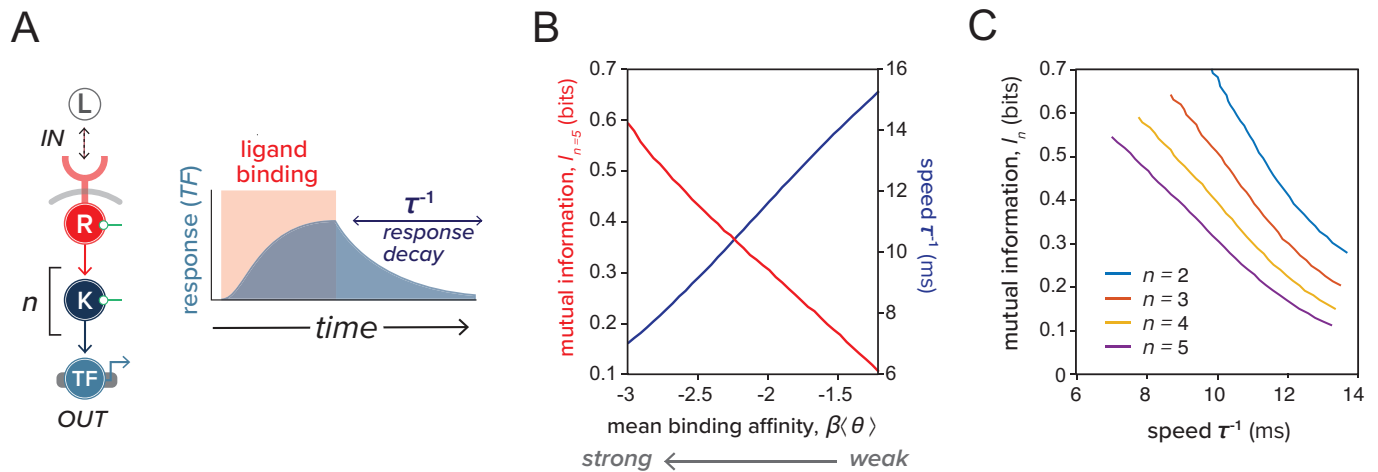 A
L
IN
R
n
K
TF
OUT
ligand
binding
response (TF)
τ⁻¹
response
decay
time
B
mutual information, Iₙ₌₅ (bits)
0.7
0.6
0.5
0.4
0.3
0.2
0.1
16
14
12
10
8
6
speed τ⁻¹ (ms)
-3
-2.5
-2
-1.5
mean binding affinity, β⟨θ⟩
strong
weak
C
mutual information, Iₙ (bits)
0.7
0.6
0.5
0.4
0.3
0.2
0.1
0
n = 2
n = 3
n = 4
n = 5
6
8
10
12
14
speed τ⁻¹ (ms)